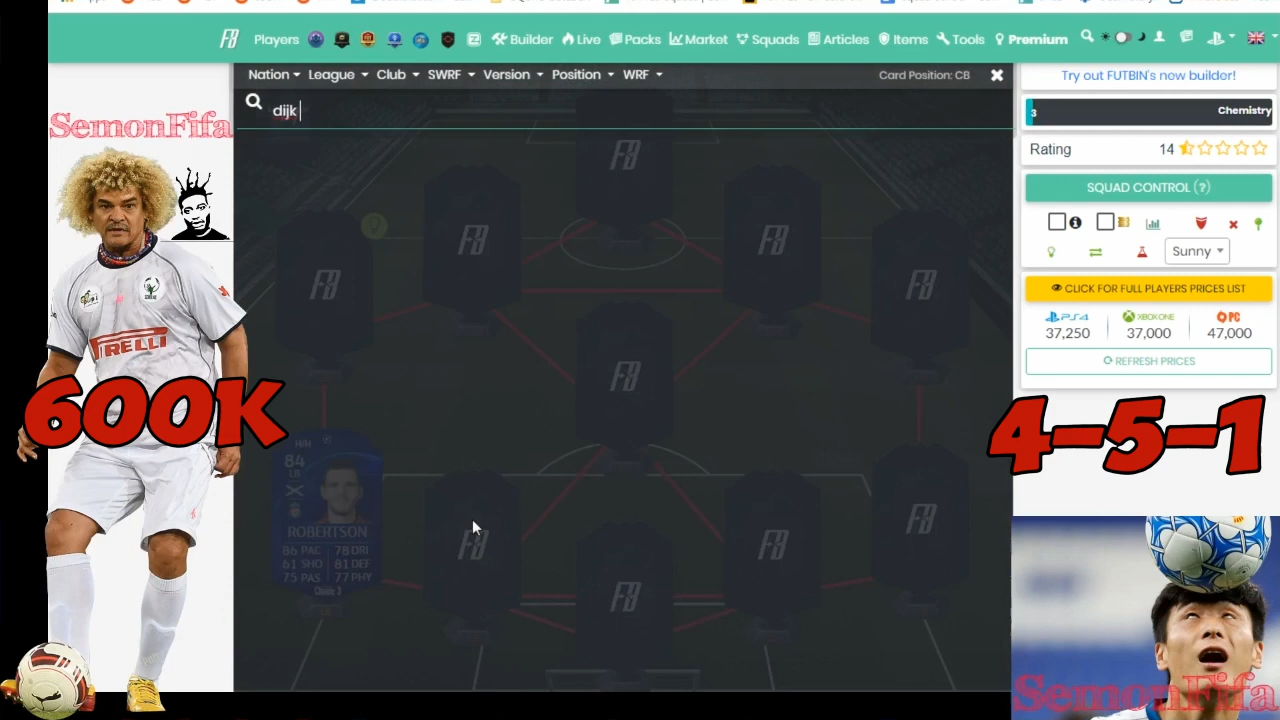 Players
Builder
Live
Packs
Market
Squads
Articles
Items
Tools
Premium
Nation
League
Club
SWRF
Version
Position
WRF
Card Position: CB
dijk
Try out FUTBIN's new builder!
3 Chemistry
Rating 14
SQUAD CONTROL (?)
Sunny
CLICK FOR FULL PLAYERS PRICES LIST
PS4 XBOX ONE PC
37,250 37,000 47,000
REFRESH PRICES
SemonFifa
PIRELLI
600K
4-5-1
H/H
84
LB
ROBERTSON
86 PAC 78 DRI
61 SHO 81 DEF
75 PAS 77 PHY
SemonFifa